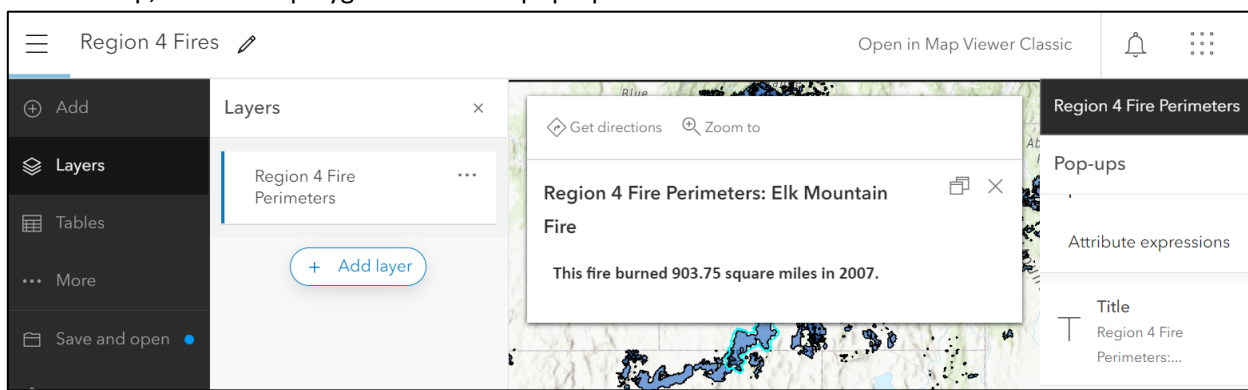 Region 4 Fires
Open in Map Viewer Classic
Add
Layers
Tables
More
Save and open
Layers
Region 4 Fire
Perimeters
+ Add layer
Blue
Get directions
Zoom to
Region 4 Fire Perimeters: Elk Mountain
Fire
This fire burned 903.75 square miles in 2007.
Region 4 Fire Perimeters
Pop-ups
Attribute expressions
Title
Region 4 Fire
Perimeters:...